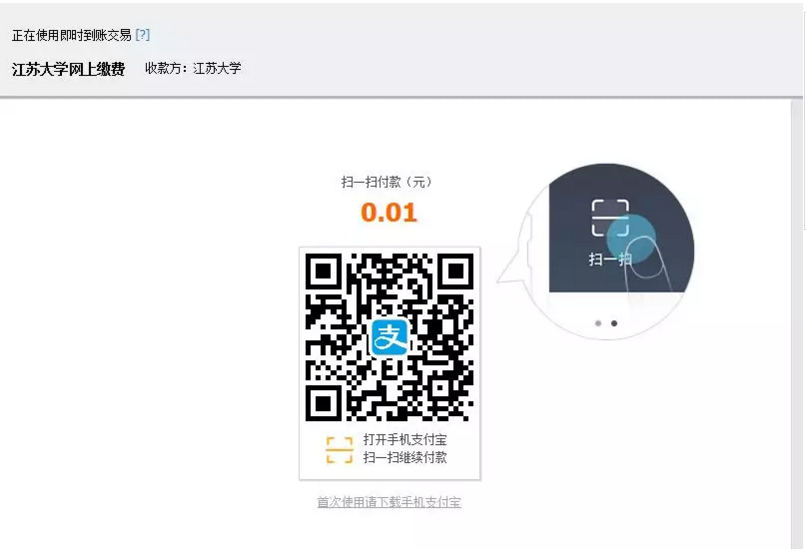 正在使用即时到账交易 [?]
江苏大学网上缴费 收款方：江苏大学
扫一扫付款（元）
0.01
扫一扫
支
打开手机支付宝
扫一扫继续付款
首次使用请下载手机支付宝